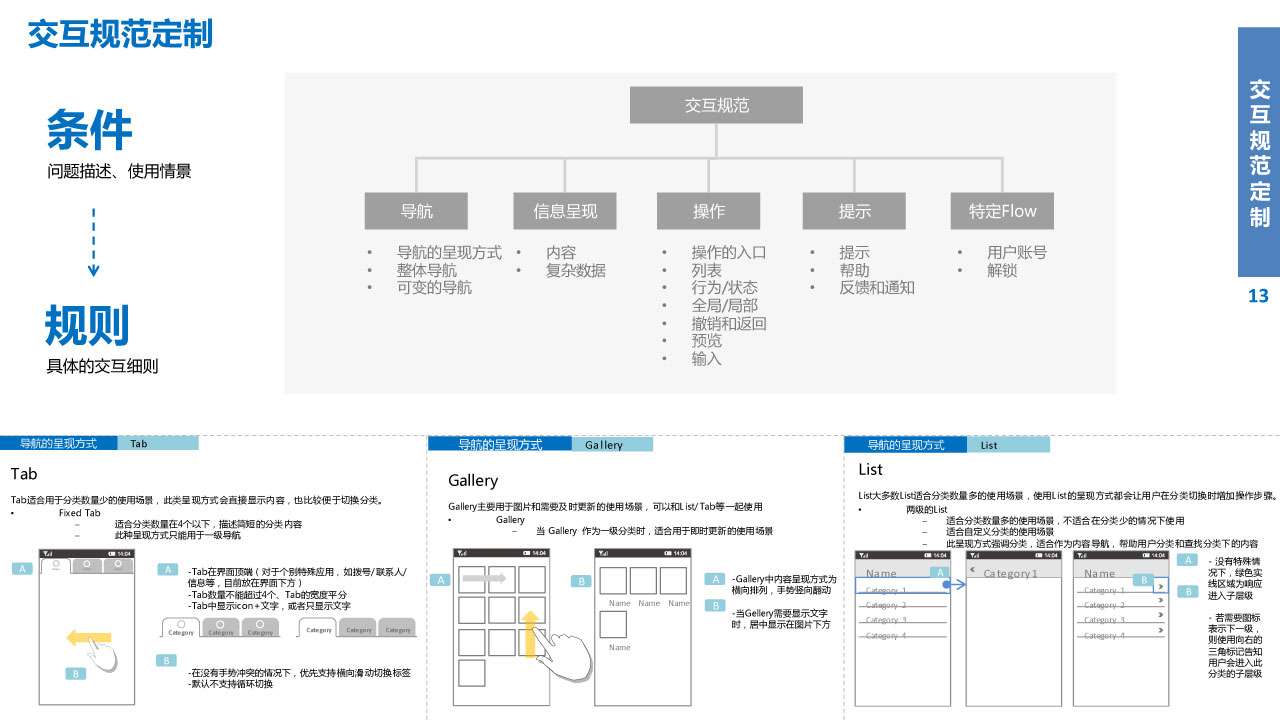 交互规范定制
条件
问题描述、使用情景
规则
具体的交互细则
交互规范
导航
信息呈现
操作
提示
特定Flow
• 导航的呈现方式
• 整体导航
• 可变的导航
• 内容
• 复杂数据
• 操作的入口
• 列表
• 行为/状态
• 全局/局部
• 撤销和返回
• 预览
• 输入
• 提示
• 帮助
• 反馈和通知
• 用户账号
• 解锁
交互规范定制
13
导航的呈现方式
Tab
Tab
Tab适合用于分类数量少的使用场景，此类呈现方式会直接显示内容，也比较便于切换分类。
• Fixed Tab
– 适合分类数量在4个以下，描述简短的分类内容
– 此种呈现方式只能用于一级导航
A
14:04
B
A
-Tab在界面顶端（对于个别特殊应用，如拨号/联系人/
信息等，目前放在界面下方）
-Tab数量不能超过4个、Tab的宽度平分
-Tab中显示icon+文字，或者只显示文字
Category
Category
Category
Category
Category
Category
B
-在没有手势冲突的情况下，优先支持横向滑动切换标签
-默认不支持循环切换
导航的呈现方式
Gallery
Gallery
Gallery主要用于图片和需要及时更新的使用场景，可以和List/Tab等一起使用
• Gallery
– 当 Gallery 作为一级分类时，适合用于即时更新的使用场景
A
14:04
B
14:04
Name
Name
Name
Name
A
-Gallery中内容呈现方式为
横向排列，手势竖向翻动
B
-当Gellery需要显示文字
时，居中显示在图片下方
导航的呈现方式
List
List
List大多数List适合分类数量多的使用场景，使用List的呈现方式都会让用户在分类切换时增加操作步骤。
• 两级的List
– 适合分类数量多的使用场景，不适合在分类少的情况下使用
– 适合自定义分类的使用场景
– 此呈现方式强调分类，适合作为内容导航，帮助用户分类和查找分类下的内容
14:04
Name
A
Category 1
Category 2
Category 3
Category 4
14:04
Category1
14:04
Name
B
Category 1
Category 2
Category 3
Category 4
A
- 没有特殊情
况下，绿色实
线区域为响应
进入子层级
B
- 若需要图标
表示下一级，
则使用向右的
三角标记告知
用户会进入此
分类的子层级